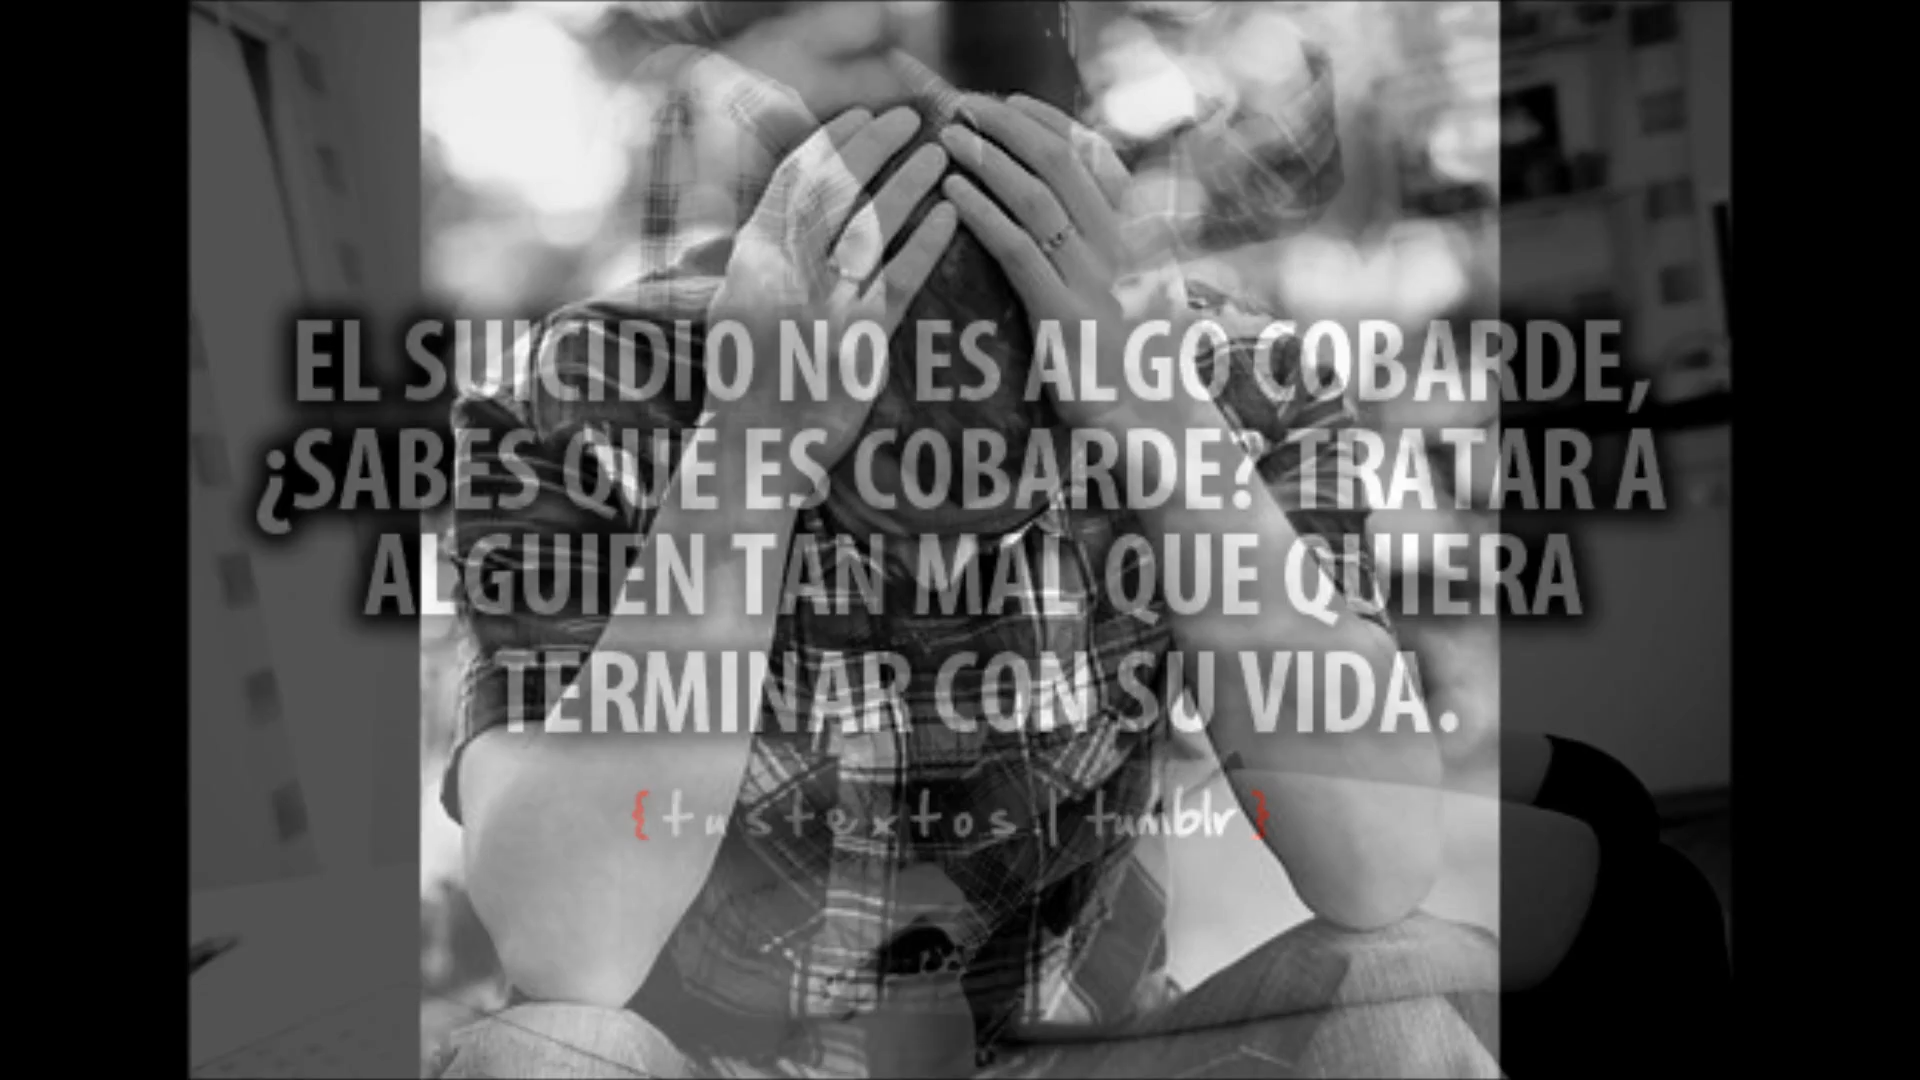 EL SUICIDIO NO ES ALGO COBARDE,
¿SABES QUE ES COBARDE? TRATAR A
ALGUIEN TAN MAL QUE QUIERA
TERMINAR CON SU VIDA.
{tustextos | tumblr}